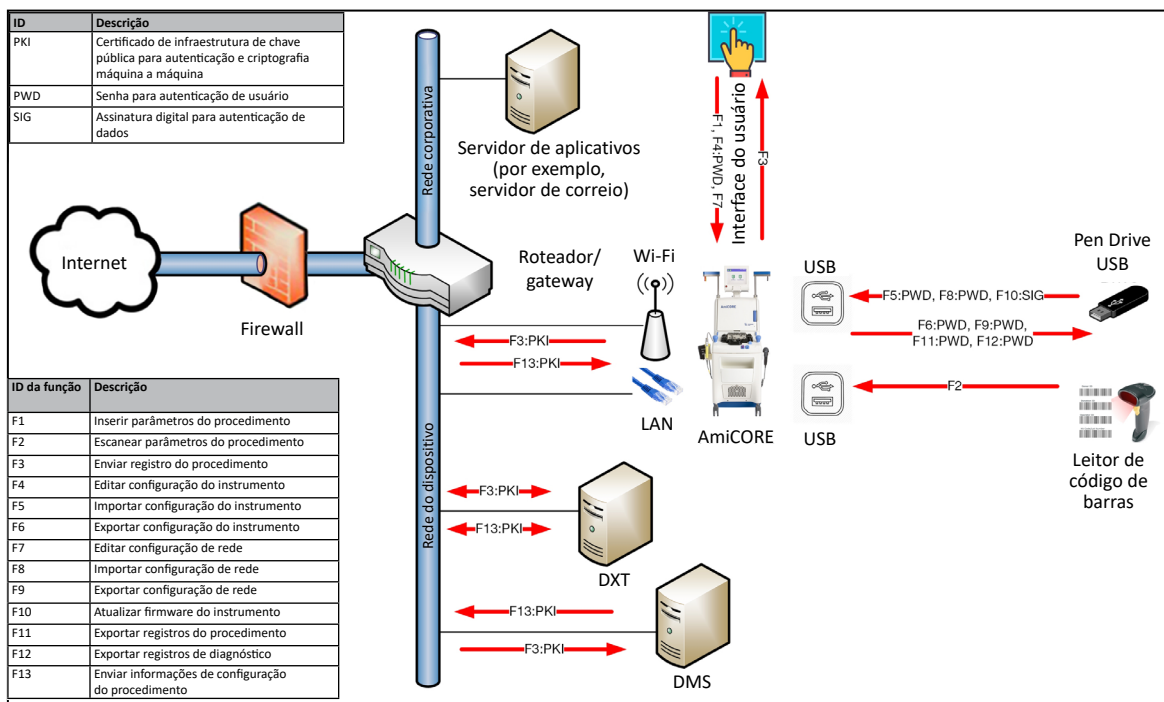 ID Descrição
PKI Certificado de infraestrutura de chave
pública para autenticação e criptografia
máquina a máquina
PWD Senha para autenticação de usuário
SIG Assinatura digital para autenticação de
dados
Rede corporativa
Servidor de aplicativos
(por exemplo,
servidor de correio)
F1, F4:PWD, F7
Interface do usuário
F3
Internet
Firewall
Roteador/
gateway
Wi-Fi
F3:PKI
F13:PKI
LAN
AmiCORE
USB
Pen Drive
USB
F5:PWD, F8:PWD, F10:SIG
F6:PWD, F9:PWD,
F11:PWD, F12:PWD
F2
USB
Leitor de
código de
barras
Rede do dispositivo
F3:PKI
F13:PKI
DXT
F13:PKI
F3:PKI
DMS
ID da função Descrição
F1 Inserir parâmetros do procedimento
F2 Escanear parâmetros do procedimento
F3 Enviar registro do procedimento
F4 Editar configuração do instrumento
F5 Importar configuração do instrumento
F6 Exportar configuração do instrumento
F7 Editar configuração de rede
F8 Importar configuração de rede
F9 Exportar configuração de rede
F10 Atualizar firmware do instrumento
F11 Exportar registros do procedimento
F12 Exportar registros de diagnóstico
F13 Enviar informações de configuração
do procedimento